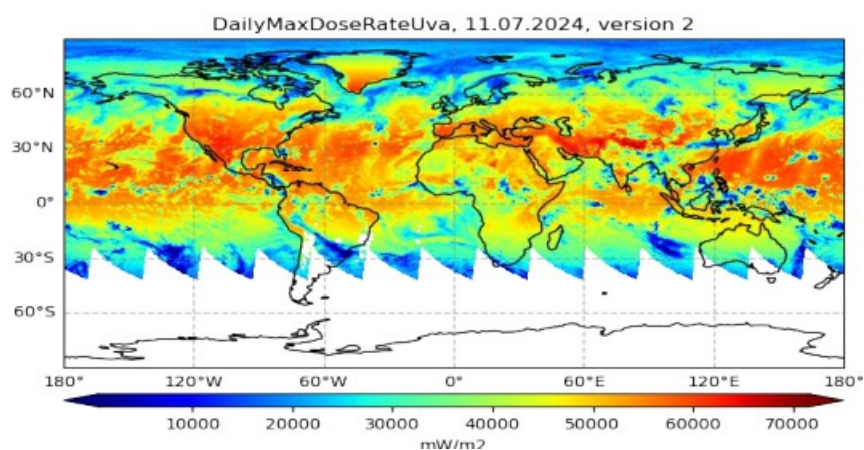 DailyMaxDoseRateUva, 11.07.2024, version 2
60°N
30°N
0°
30°S
60°S
180° 120°W 60°W 0° 60°E 120°E 180°
10000 20000 30000 40000 50000 60000 70000
mW/m2